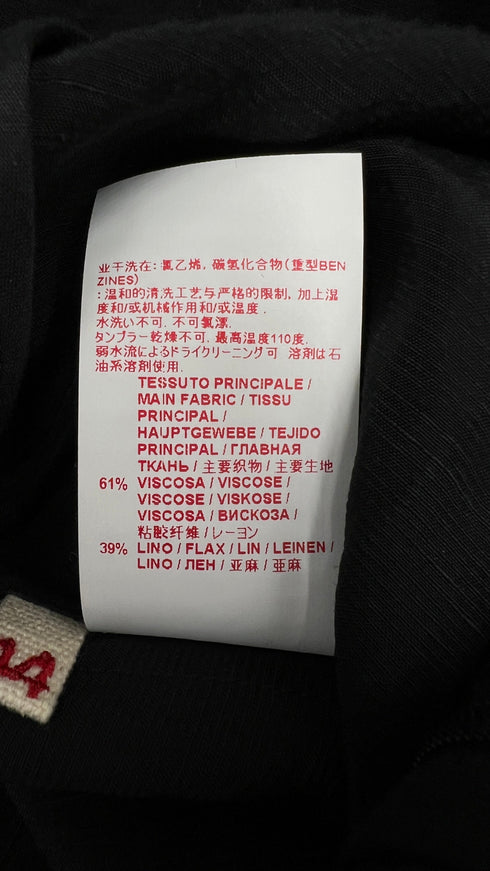 业干洗在: 氯乙烯, 碳氢化合物(重型BEN
ZINES)
: 温和的清洗工艺与严格的限制, 加上湿
度和/或机械作用和/或温度.
水洗い不可. 不可氯漂.
タンブラー乾燥不可. 最高温度110度.
弱水流によるドライクリーニング可 溶剤は石
油系溶剤使用.
TESSUTO PRINCIPALE /
MAIN FABRIC / TISSU
PRINCIPAL /
HAUPTGEWEBE / TEJIDO
PRINCIPAL / ГЛАВНАЯ
ТКАНЬ / 主要织物 / 主要生地
61% VISCOSA / VISCOSE /
VISCOSE / VISKOSE /
VISCOSA / ВИСКОЗА /
粘胶纤维 / レーヨン
39% LINO / FLAX / LIN / LEINEN /
LINO / ЛЕН / 亚麻 / 亜麻
44